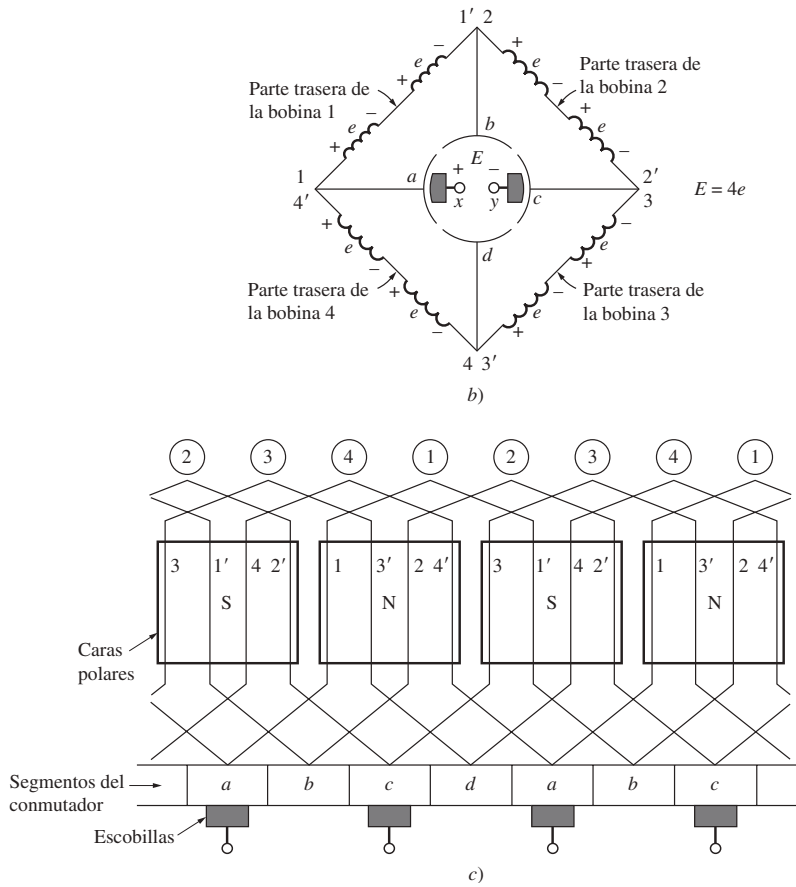 1′ 2
+ e − + e −
Parte trasera de la bobina 1
Parte trasera de la bobina 2
+ e − + e −
b
+ E −
1 a x y c 2′
4′ 3
E = 4e
d
+ e − + e −
Parte trasera de la bobina 4
Parte trasera de la bobina 3
+ e − + e −
4 3′
b)
2 3 4 1 2 3 4 1
3 1′ 4 2′ 1 3′ 2 4′ 3 1′ 4 2′ 1 3′ 2 4′
S N S N
Caras
polares
Segmentos del
conmutador
a b c d a b c
Escobillas
c)